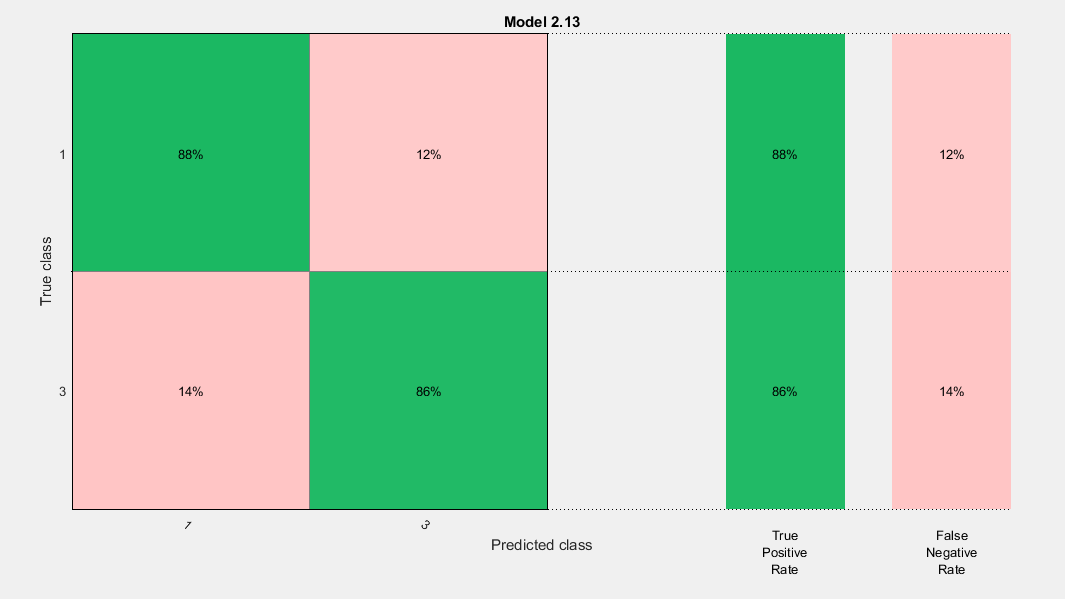 Model 2.13
1
88%
12%
88%
12%
True class
3
14%
86%
86%
14%
1
3
Predicted class
True
Positive
Rate
False
Negative
Rate